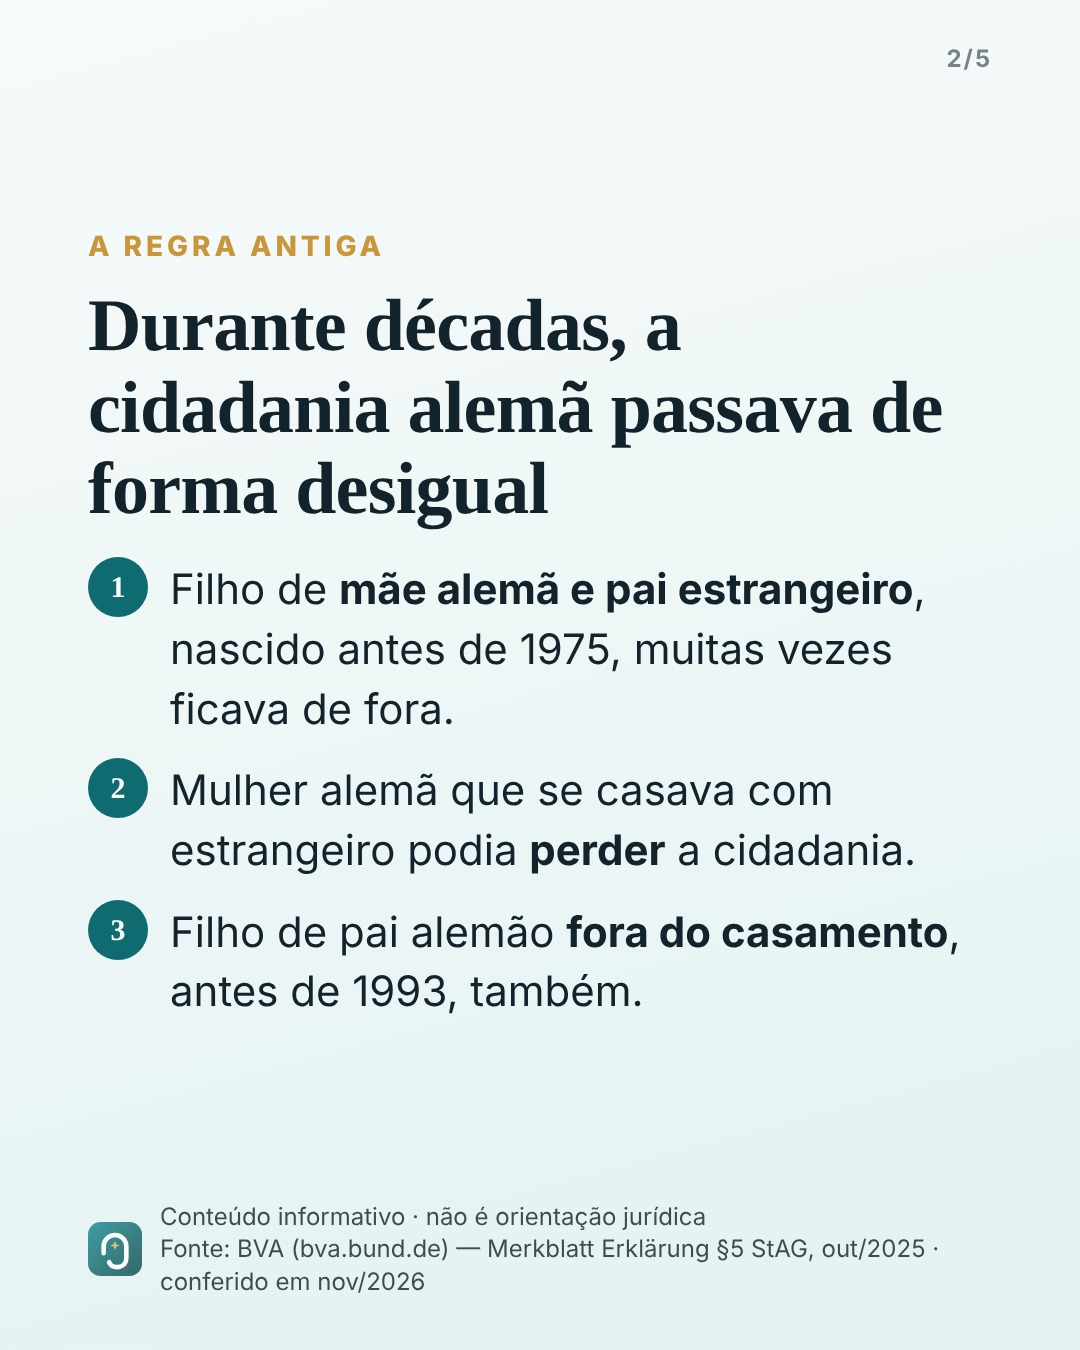 2/5
A REGRA ANTIGA
Durante décadas, a
cidadania alemã passava de
forma desigual
1 Filho de mãe alemã e pai estrangeiro,
nascido antes de 1975, muitas vezes
ficava de fora.
2 Mulher alemã que se casava com
estrangeiro podia perder a cidadania.
3 Filho de pai alemão fora do casamento,
antes de 1993, também.
Conteúdo informativo · não é orientação jurídica
Fonte: BVA (bva.bund.de) — Merkblatt Erklärung §5 StAG, out/2025 ·
conferido em nov/2026